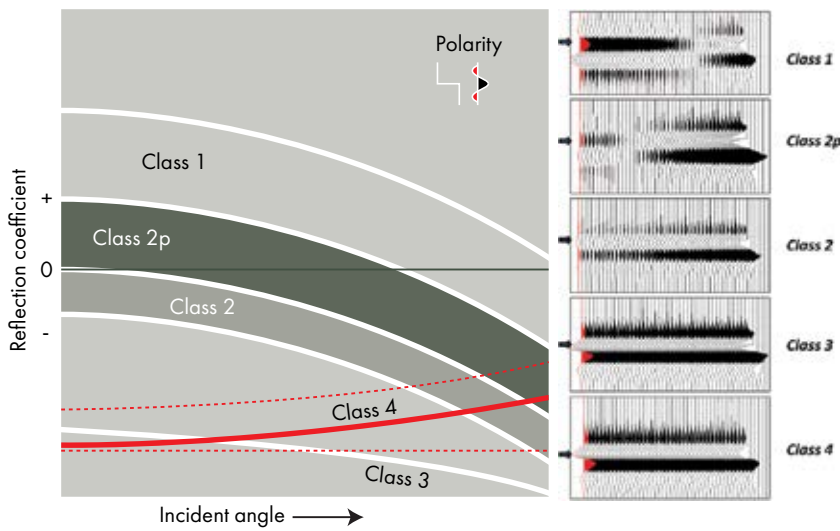 Polarity
Class 1
Class 2p
Class 2
Class 4
Class 3
+
0
-
Reflection coefficient
Incident angle
Class 1
Class 2p
Class 2
Class 3
Class 4